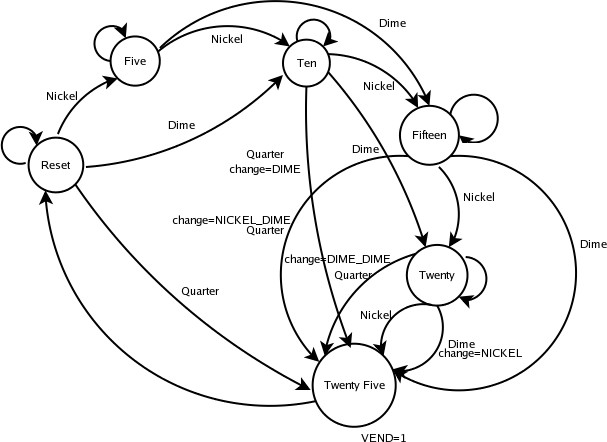 Dime
Nickel
Five
Ten
Nickel
Nickel
Dime
Fifteen
Quarter
Dime
change=DIME
Reset
Nickel
change=NICKEL_DIME
Quarter
Dime
change=DIME_DIME
Quarter
Twenty
Quarter
Nickel
Dime
change=NICKEL
Twenty Five
VEND=1